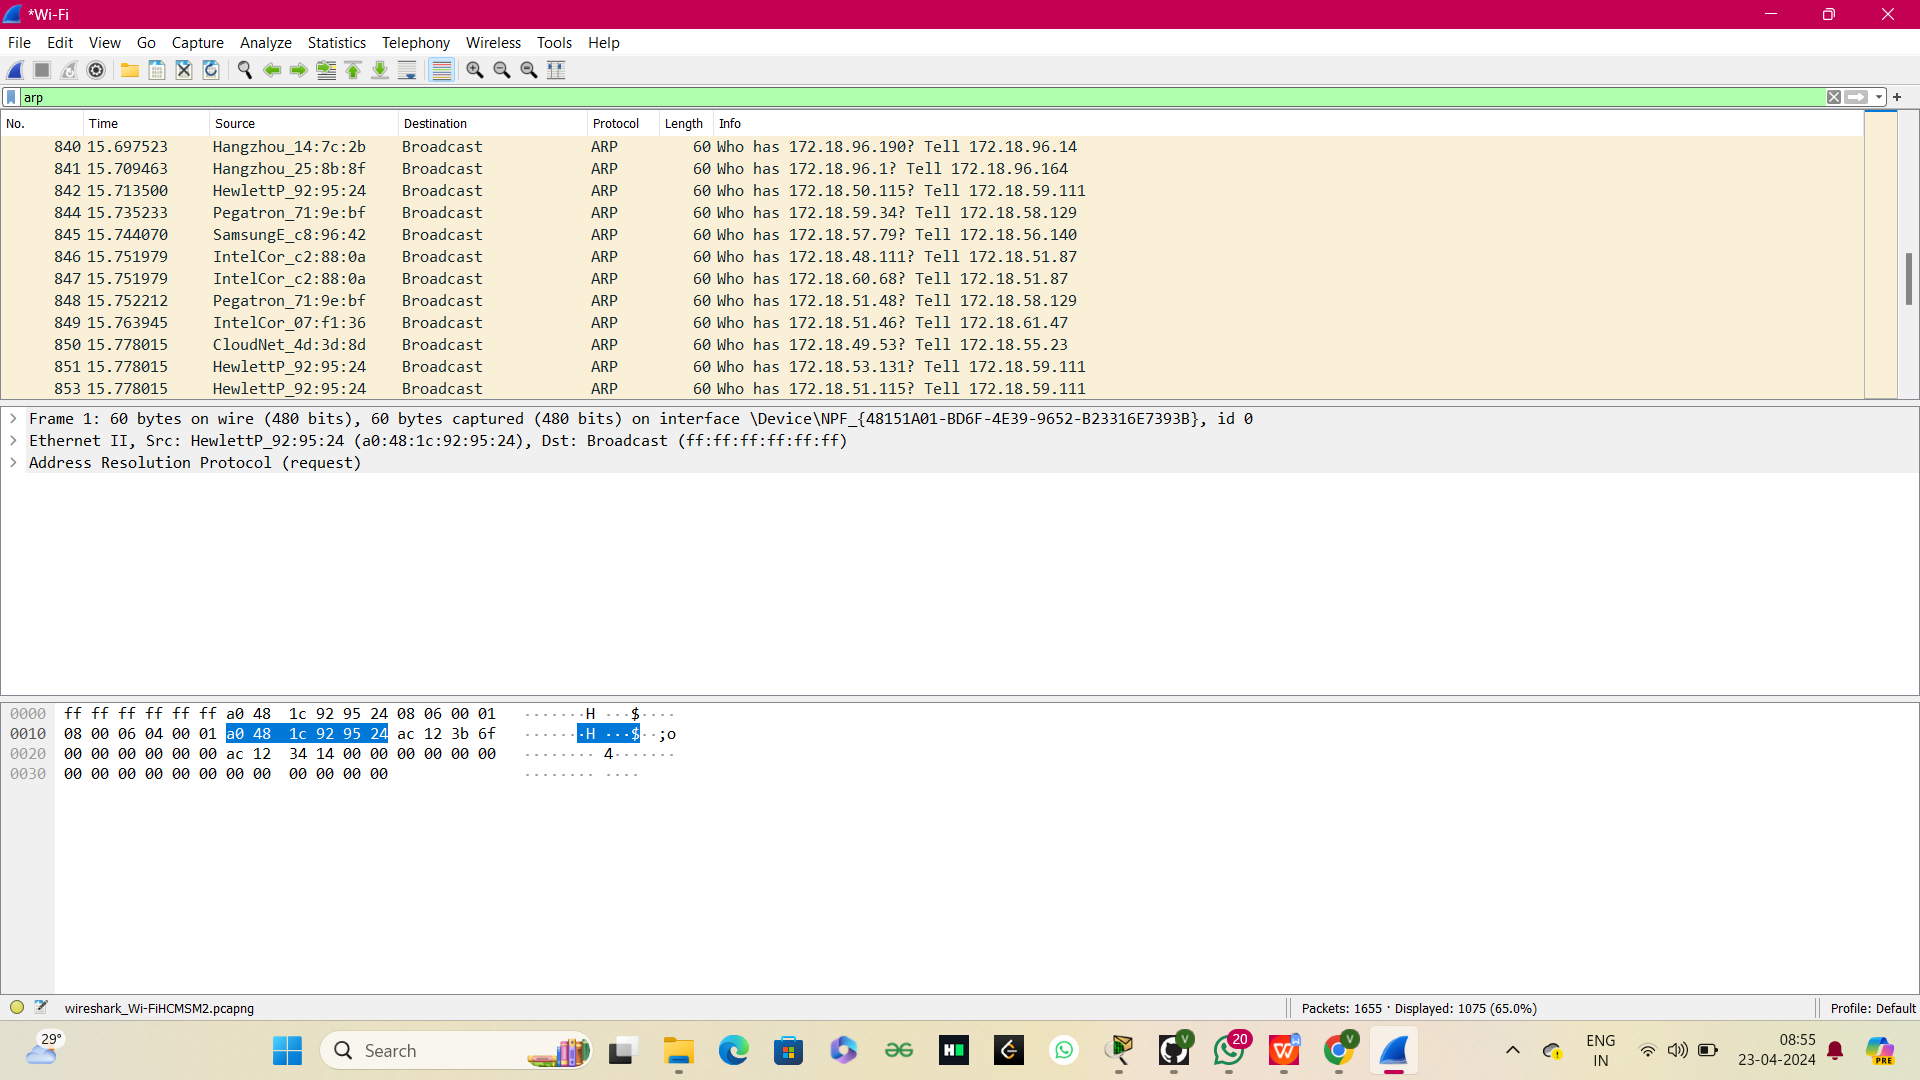 *Wi-Fi
File Edit View Go Capture Analyze Statistics Telephony Wireless Tools Help
arp
No. Time Source Destination Protocol Length Info
840 15.697523 Hangzhou_14:7c:2b Broadcast ARP 60 Who has 172.18.96.190? Tell 172.18.96.14
841 15.709463 Hangzhou_25:8b:8f Broadcast ARP 60 Who has 172.18.96.1? Tell 172.18.96.164
842 15.713500 HewlettP_92:95:24 Broadcast ARP 60 Who has 172.18.50.115? Tell 172.18.59.111
844 15.735233 Pegatron_71:9e:bf Broadcast ARP 60 Who has 172.18.59.34? Tell 172.18.58.129
845 15.744070 SamsungE_c8:96:42 Broadcast ARP 60 Who has 172.18.57.79? Tell 172.18.56.140
846 15.751979 IntelCor_c2:88:0a Broadcast ARP 60 Who has 172.18.48.111? Tell 172.18.51.87
847 15.751979 IntelCor_c2:88:0a Broadcast ARP 60 Who has 172.18.60.68? Tell 172.18.51.87
848 15.752212 Pegatron_71:9e:bf Broadcast ARP 60 Who has 172.18.51.48? Tell 172.18.58.129
849 15.763945 IntelCor_07:f1:36 Broadcast ARP 60 Who has 172.18.51.46? Tell 172.18.61.47
850 15.778015 CloudNet_4d:3d:8d Broadcast ARP 60 Who has 172.18.49.53? Tell 172.18.55.23
851 15.778015 HewlettP_92:95:24 Broadcast ARP 60 Who has 172.18.53.131? Tell 172.18.59.111
853 15.778015 HewlettP_92:95:24 Broadcast ARP 60 Who has 172.18.51.115? Tell 172.18.59.111
Frame 1: 60 bytes on wire (480 bits), 60 bytes captured (480 bits) on interface \Device\NPF_{48151A01-BD6F-4E39-9652-B23316E7393B}, id 0
Ethernet II, Src: HewlettP_92:95:24 (a0:48:1c:92:95:24), Dst: Broadcast (ff:ff:ff:ff:ff:ff)
Address Resolution Protocol (request)
0000 ff ff ff ff ff ff a0 48 1c 92 95 24 08 06 00 01 ·······H ···$····
0010 08 00 06 04 00 01 a0 48 1c 92 95 24 ac 12 3b 6f ·······H ···$··;o
0020 00 00 00 00 00 00 ac 12 34 14 00 00 00 00 00 00 ········ 4·······
0030 00 00 00 00 00 00 00 00 00 00 00 00 ········ ····
wireshark_Wi-FiHCMSM2.pcapng Packets: 1655 · Displayed: 1075 (65.0%) Profile: Default
29° Search 20 ENG IN 08:55 23-04-2024 PRE